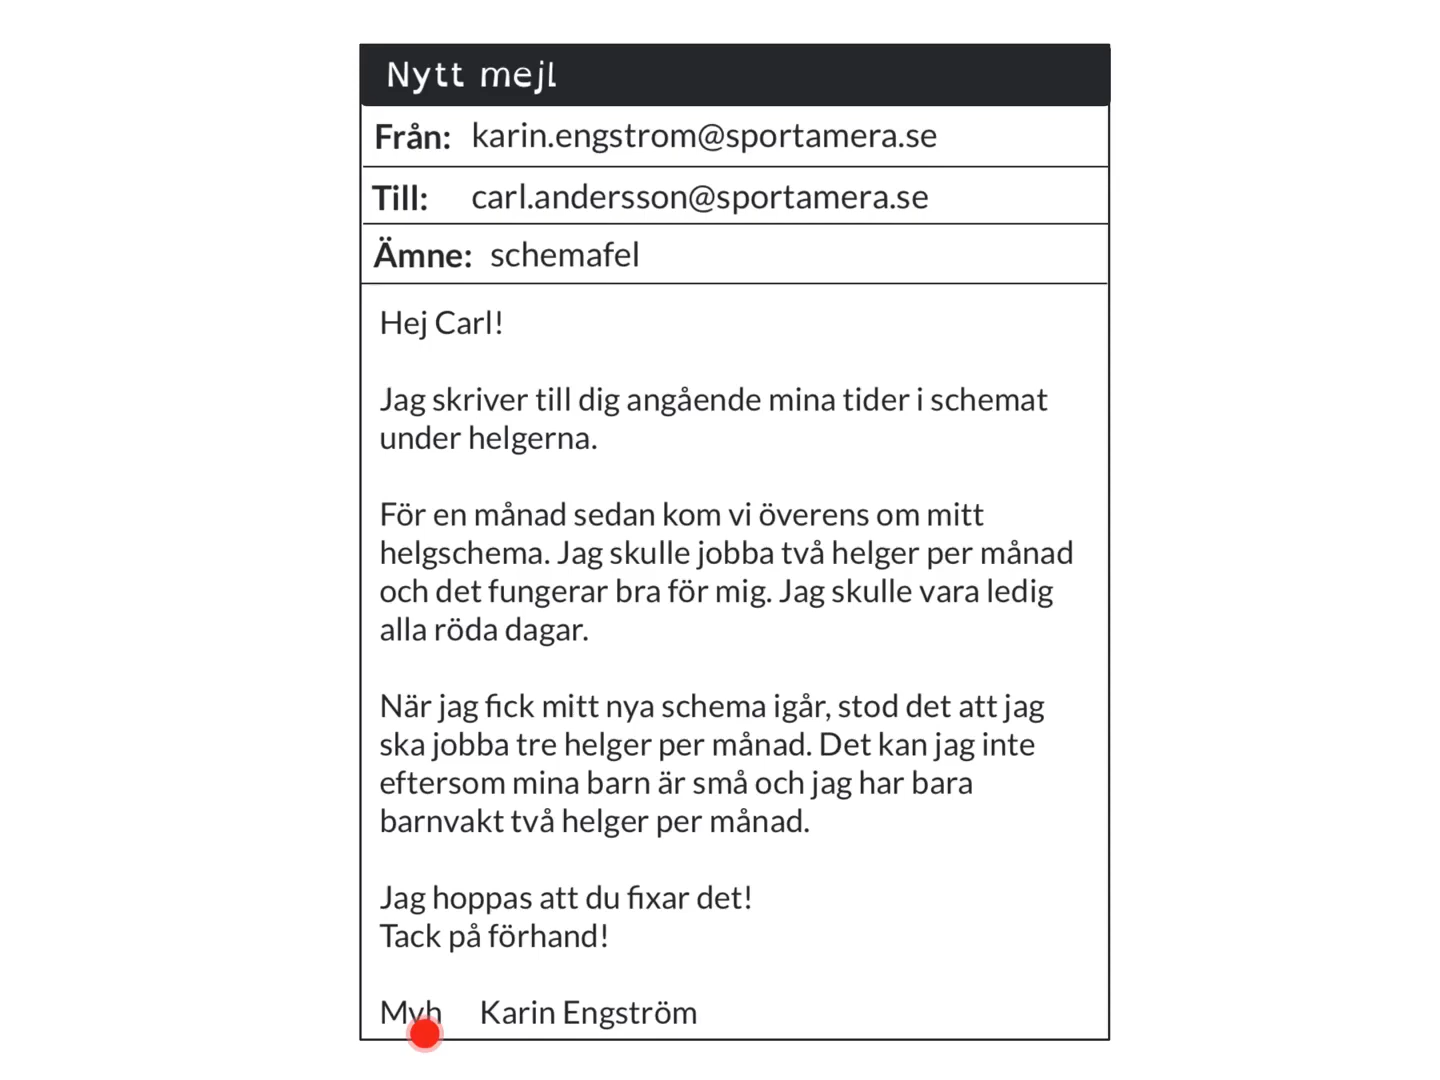 Nytt mejl
Från: karin.engstrom@sportamera.se
Till: carl.andersson@sportamera.se
Ämne: schemafel
Hej Carl!
Jag skriver till dig angående mina tider i schemat
under helgerna.
För en månad sedan kom vi överens om mitt
helgschema. Jag skulle jobba två helger per månad
och det fungerar bra för mig. Jag skulle vara ledig
alla röda dagar.
När jag fick mitt nya schema igår, stod det att jag
ska jobba tre helger per månad. Det kan jag inte
eftersom mina barn är små och jag har bara
barnvakt två helger per månad.
Jag hoppas att du fixar det!
Tack på förhand!
Mvh Karin Engström